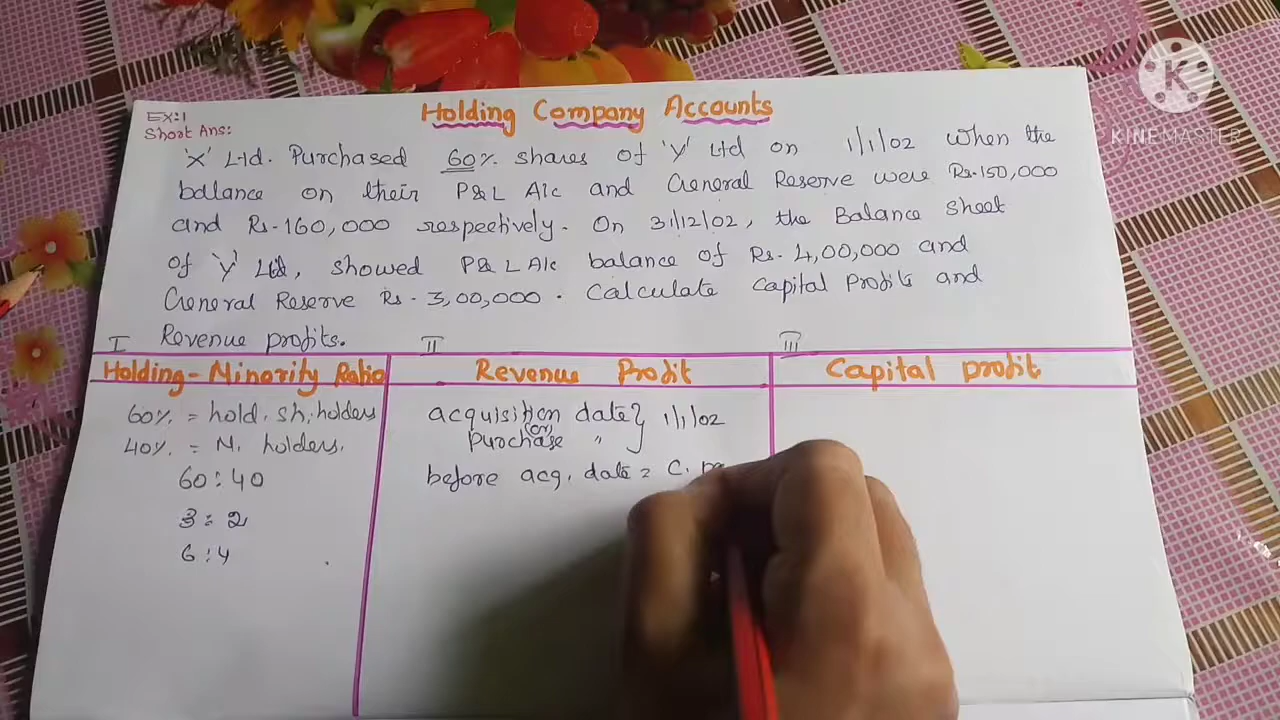 Ex:1
Short Ans:
Holding Company Accounts
'X' Ltd. Purchased 60% shares of 'Y' Ltd on 1/1/02 when the
balance on their P&L A/c and General Reserve were Rs.150,000
and Rs.160,000 respectively. On 31/12/02, the Balance Sheet
of 'Y' Ltd, showed P&L A/c balance of Rs. 4,00,000 and
General Reserve Rs. 3,00,000. Calculate Capital Profits and
Revenue profits.
I
Holding-Minority Ratio
60% = hold. sh. holders
40% = M. holders.
60:40
3:2
6:4
II
Revenue Profit
acquisition date } 1/1/02
(or)
Purchase "
before acq. date = C.
III
Capital profit
K
KINEMASTER